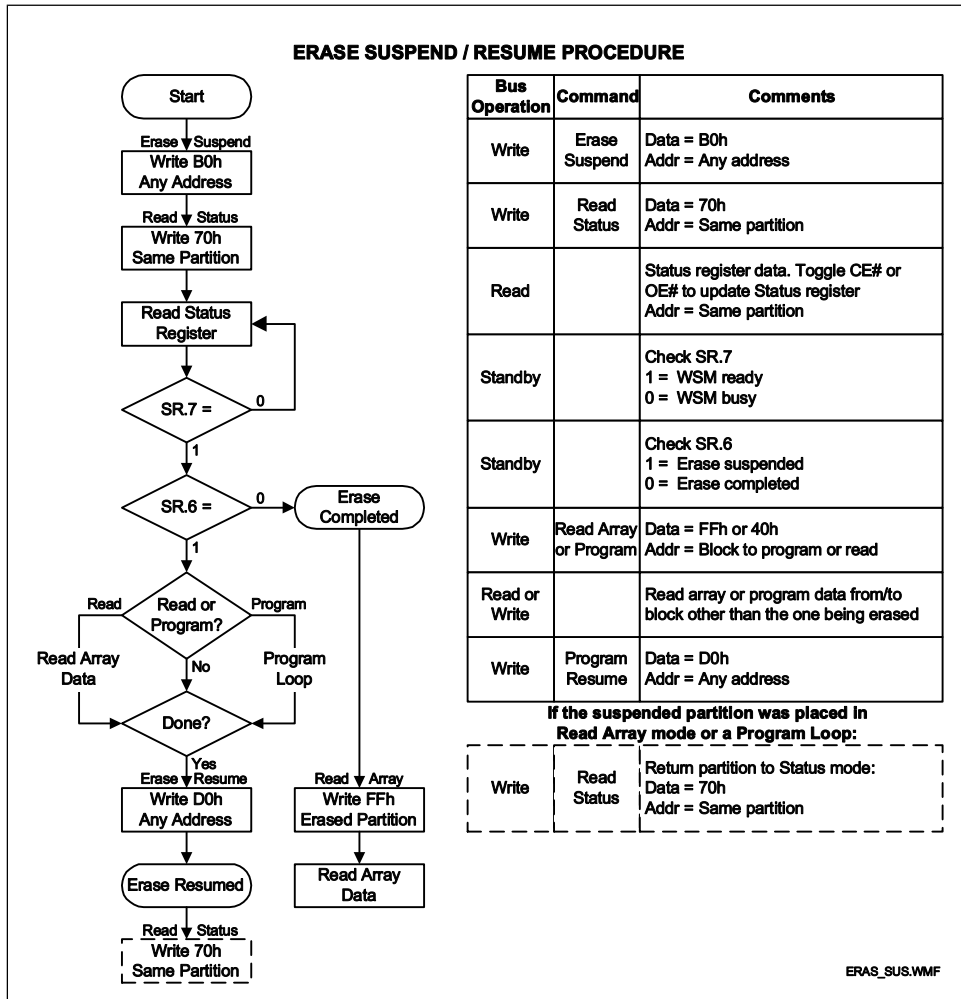 ERASE SUSPEND / RESUME PROCEDURE
Start
Erase Suspend
Write B0h
Any Address
Read Status
Write 70h
Same Partition
Read Status
Register
SR.7 =
0
1
SR.6 =
0
Erase
Completed
1
Read
Read or
Program?
Program
Read Array
Data
No
Program
Loop
Done?
Yes
Erase Resume
Write D0h
Any Address
Read Array
Write FFh
Erased Partition
Erase Resumed
Read Array
Data
Read Status
Write 70h
Same Partition
Bus
Operation
Command
Comments
Write
Erase
Suspend
Data = B0h
Addr = Any address
Write
Read
Status
Data = 70h
Addr = Same partition
Read
Status register data. Toggle CE# or
OE# to update Status register
Addr = Same partition
Standby
Check SR.7
1 = WSM ready
0 = WSM busy
Standby
Check SR.6
1 = Erase suspended
0 = Erase completed
Write
Read Array
or Program
Data = FFh or 40h
Addr = Block to program or read
Read or
Write
Read array or program data from/to
block other than the one being erased
Write
Program
Resume
Data = D0h
Addr = Any address
If the suspended partition was placed in
Read Array mode or a Program Loop:
Write
Read
Status
Return partition to Status mode:
Data = 70h
Addr = Same partition
ERAS_SUS.WMF